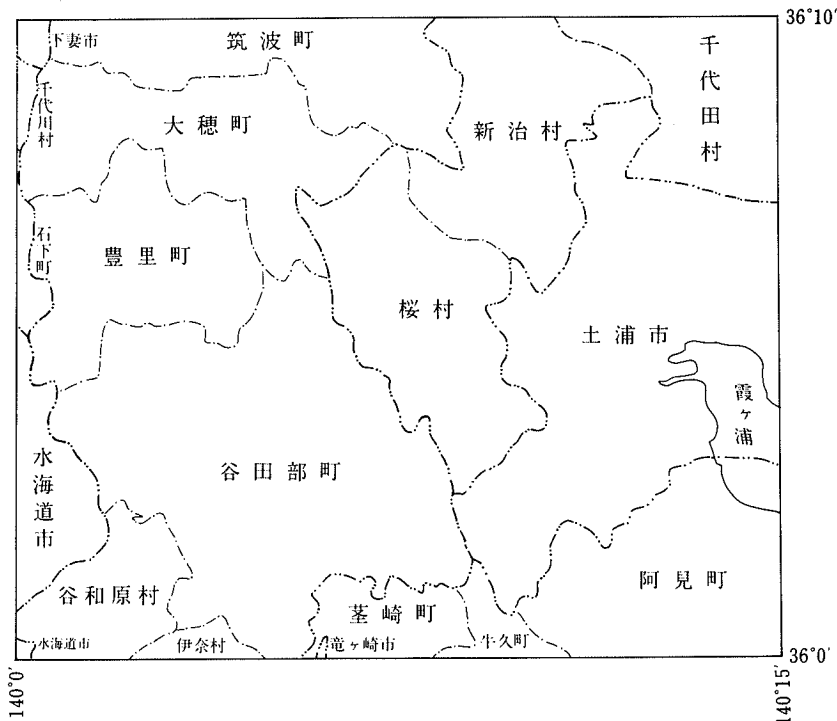 36°10′
下妻市
筑波町
千代田村
千代川村
大穂町
新治村
石下町
豊里町
桜村
土浦市
霞ヶ浦
水海道市
谷田部町
谷和原村
茎崎町
阿見町
水海道市
伊奈村
竜ヶ崎市
牛久町
36°0′
140°0′
140°15′